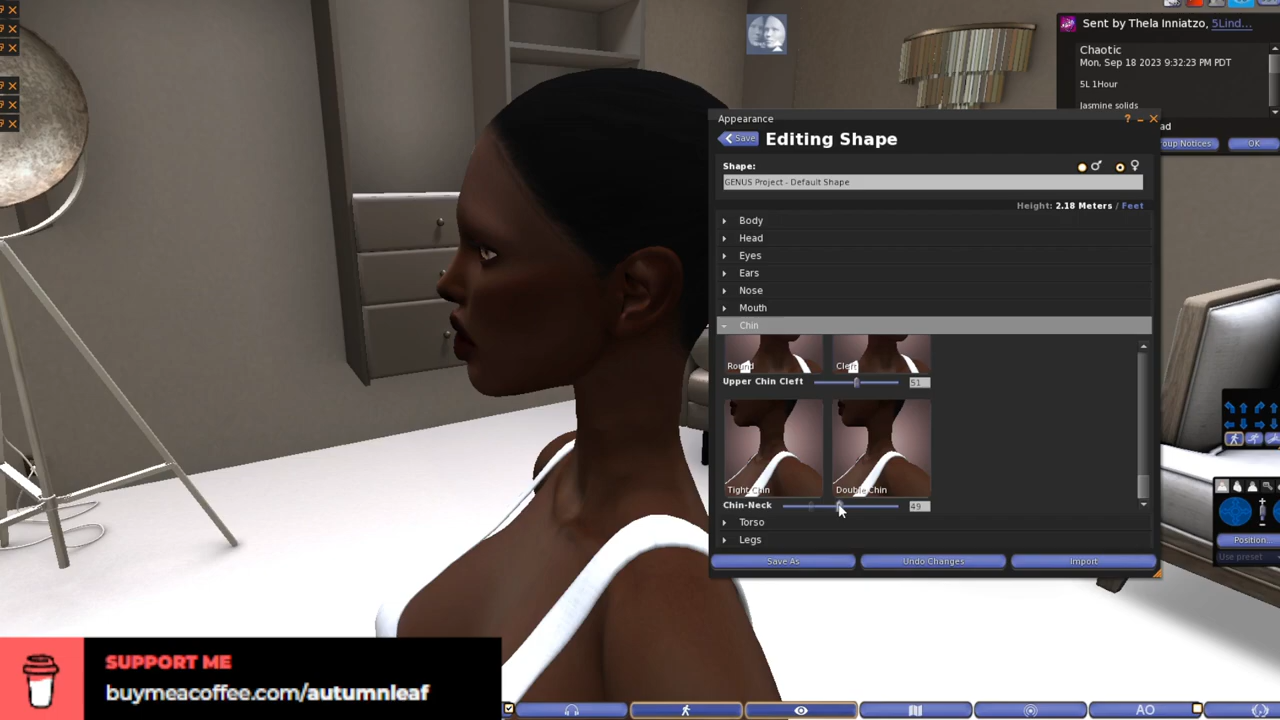 Sent by Thela Inniatzo, 5Lind...
Chaotic
Mon, Sep 18 2023 9:32:23 PM PDT
5L 1Hour
Jasmine solids
OK
Appearance
Save
Editing Shape
Shape:
GENUS Project - Default Shape
Height: 2.18 Meters / Feet
Body
Head
Eyes
Ears
Nose
Mouth
Chin
Round
Cleft
Upper Chin Cleft 51
Tight Chin
Double Chin
Chin-Neck 49
Torso
Legs
Save As
Undo Changes
Import
Position...
Use preset
SUPPORT ME
buymeacoffee.com/autumnleaf
AO